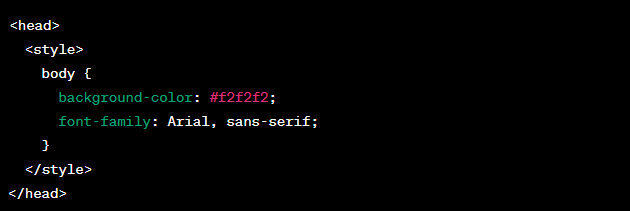 <head>
  <style>
    body {
      background-color: #f2f2f2;
      font-family: Arial, sans-serif;
    }
  </style>
</head>